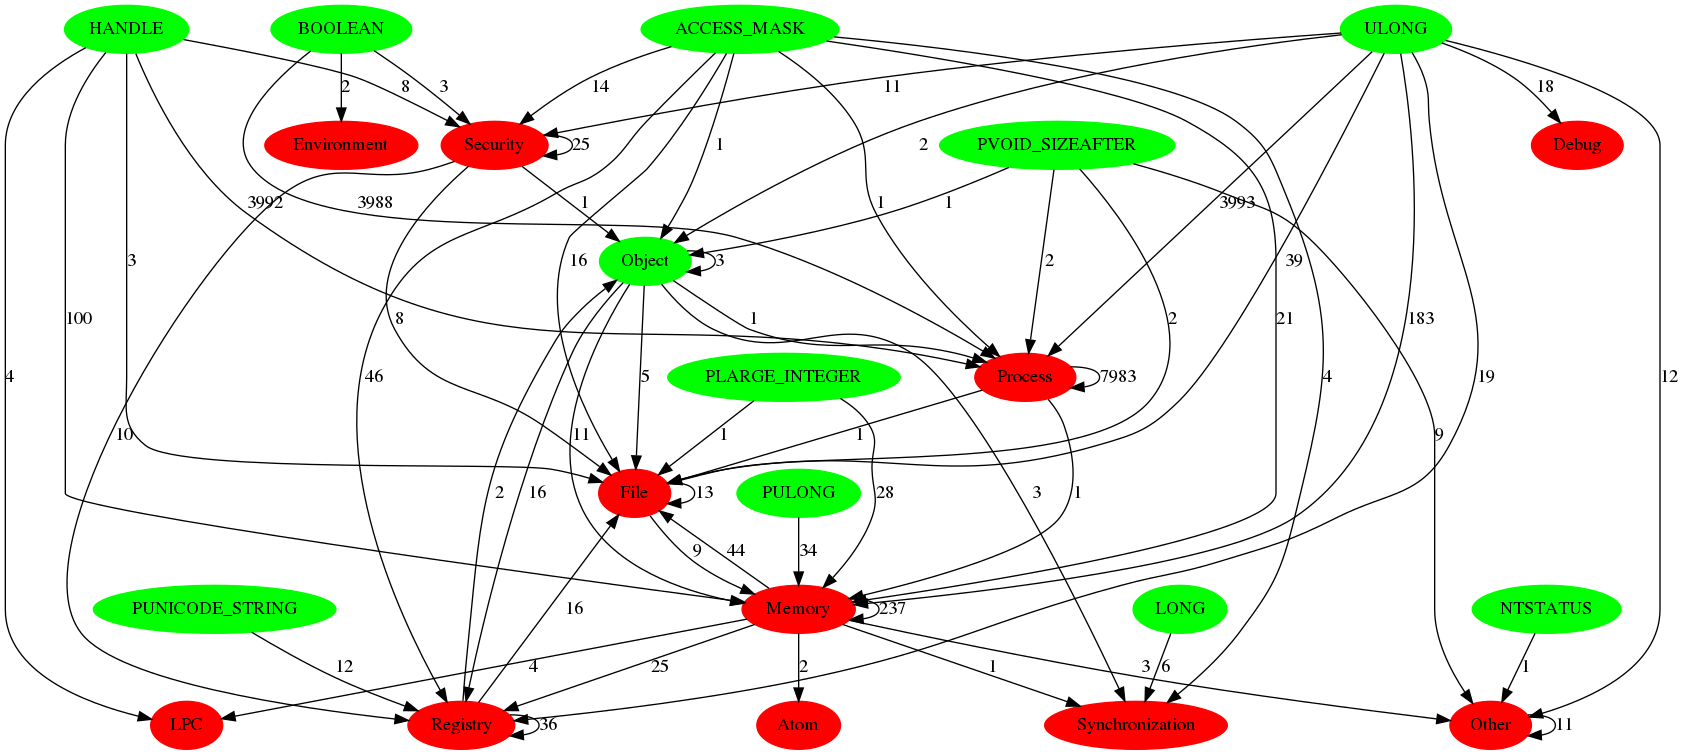 HANDLE BOOLEAN ACCESS_MASK ULONG
8 2 3 14 11 18
Environment Security 25 1 2 PVOID_SIZEAFTER Debug
3992 3988 1 1 1 3993
3 16 Object 3 2 39
100 8 1 2 21 183
4 46 5 PLARGE_INTEGER Process 7983 4 19 12
10 11 1 1 9
2 16 File 13 PULONG 28 3 1
9 44 34
PUNICODE_STRING 16 Memory 237 LONG NTSTATUS
12 4 25 2 1 3 6 1
LPC Registry 36 Atom Synchronization Other 11